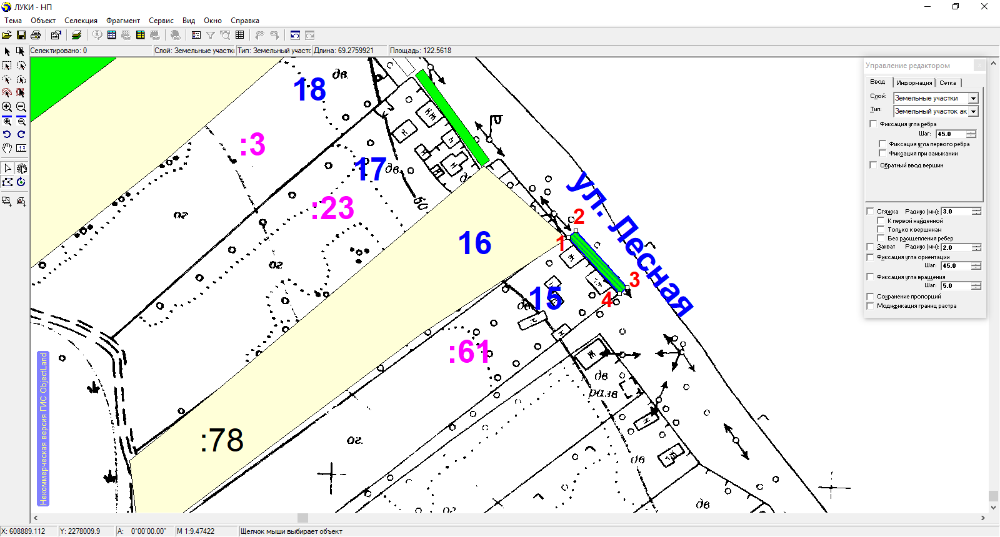 ЛУКИ - НП
Тема Объект Селекция Фрагмент Сервис Вид Окно Справка
Селектировано: 0 Слой: Земельные участки Тип: Земельный участо Длина: 69.2759921 Площадь: 122.5618
Управление редактором
Ввод Информация Сетка
Слой: Земельные участки
Тип: Земельный участок ак
Фиксация угла ребра
Шаг: 45.0
Фиксация угла первого ребра
Фиксация при замыкании
Обратный ввод вершин
Стяжка Радиус (мм): 3.0
К первой найденной
Только к вершинам
Без расщепления ребер
Захват Радиус (мм): 2.0
Фиксация угла ориентации
Шаг: 45.0
Фиксация угла вращения
Шаг: 5.0
Сохранение пропорций
Модификация границ растра
18
дв.
:3
17
дв.
:23
ог
ог
16
ул. Лесная
1
2
3
4
15
дв.
:61
дв
разв
:78
ог.
дв
дв
ог
Некоммерческая версия ГИС ObjectLand
X: 608889.112 Y: 2278009.9 A: 0°00'00.00" M 1:9.47422 Щелчок мыши выбирает объект